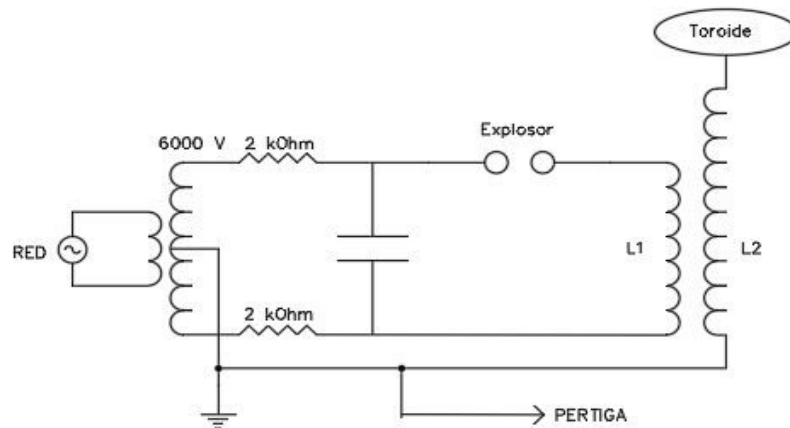 Toroide
Explosor
6000 V
2 kOhm
RED
L1
L2
2 kOhm
PERTIGA